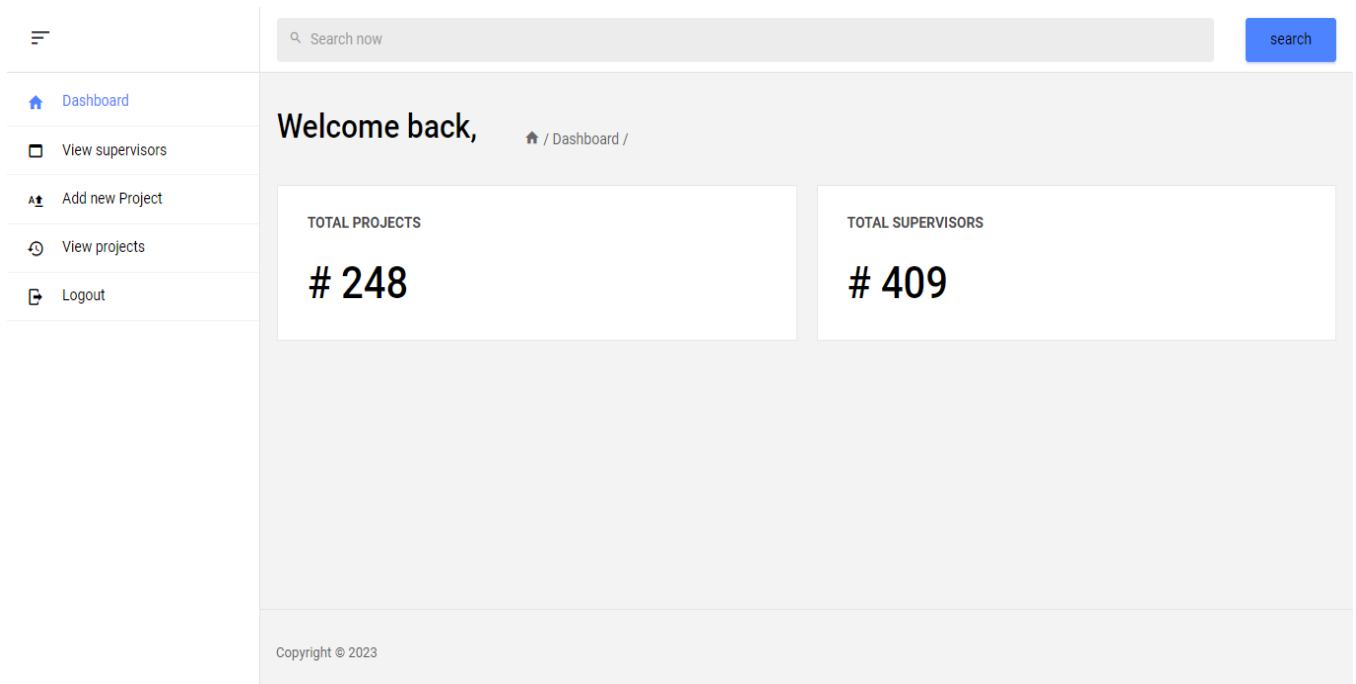 Search now
search
Dashboard
View supervisors
Add new Project
View projects
Logout
Welcome back,
/ Dashboard /
TOTAL PROJECTS
# 248
TOTAL SUPERVISORS
# 409
Copyright © 2023